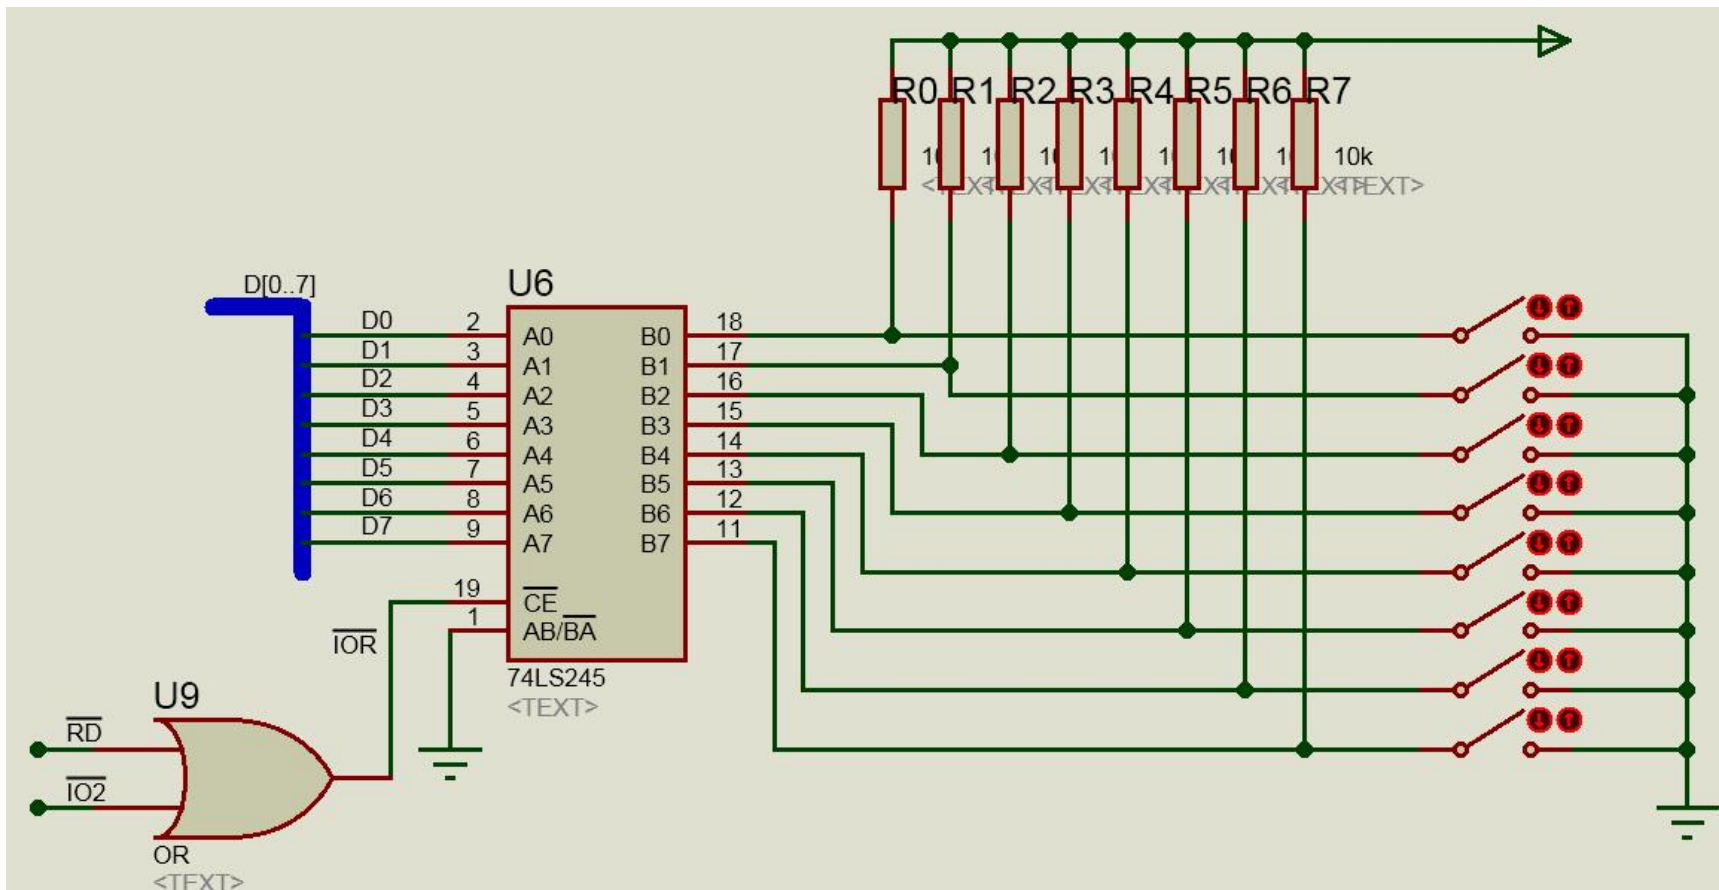 R0 R1 R2 R3 R4 R5 R6 R7
10k
D[0..7]
U6
D0 2 A0 B0 18
D1 3 A1 B1 17
D2 4 A2 B2 16
D3 5 A3 B3 15
D4 6 A4 B4 14
D5 7 A5 B5 13
D6 8 A6 B6 12
D7 9 A7 B7 11
19 CE
1 AB/BA
IOR
74LS245
<TEXT>
U9
RD
IO2
OR
<TEXT>